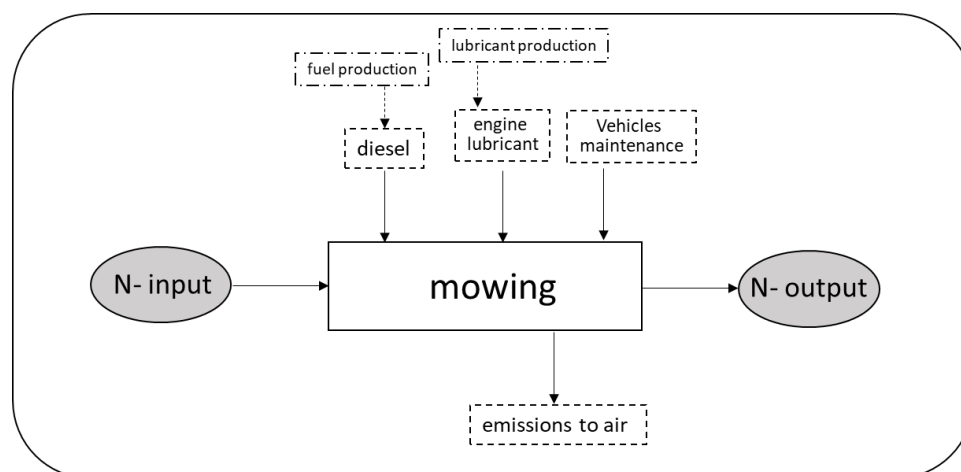 lubricant production
fuel production
engine
lubricant
Vehicles
maintenance
diesel
N- input
mowing
N- output
emissions to air